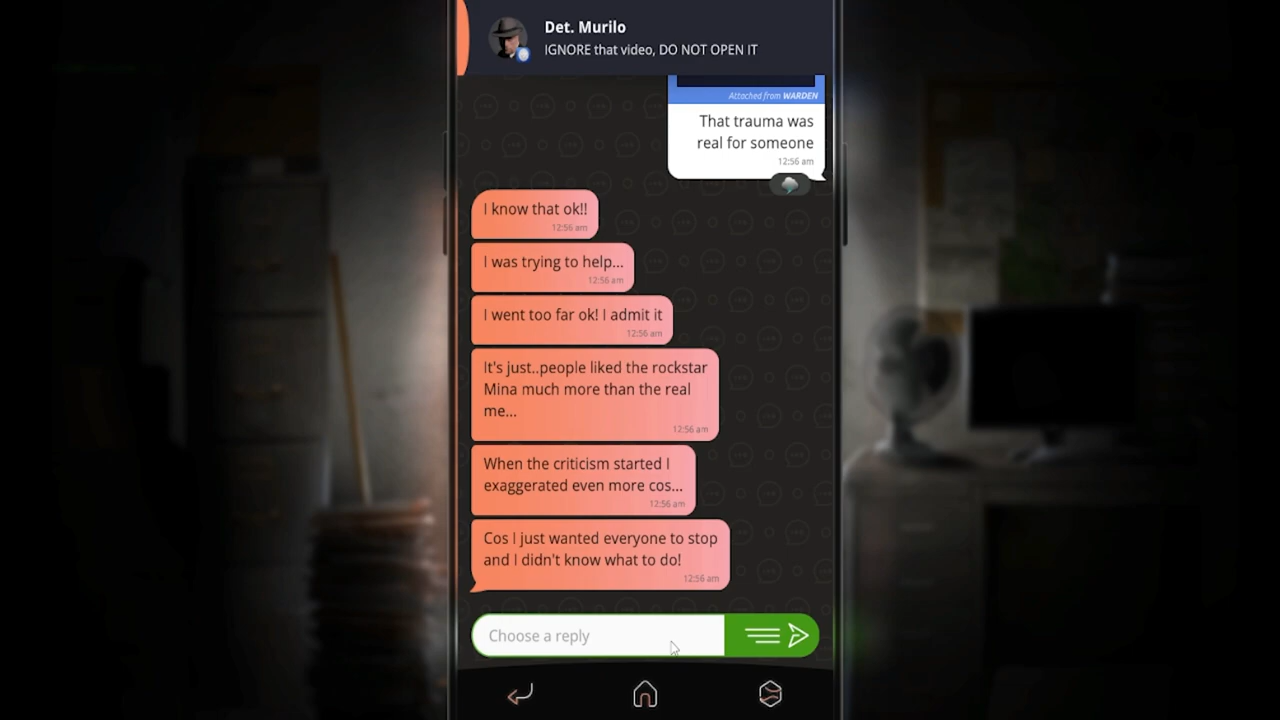 Det. Murilo
IGNORE that video, DO NOT OPEN IT
Attached from WARDEN
That trauma was
real for someone
12:56 am
I know that ok!!
12:56 am
I was trying to help...
12:56 am
I went too far ok! I admit it
12:56 am
It's just..people liked the rockstar
Mina much more than the real
me...
12:56 am
When the criticism started I
exaggerated even more cos...
12:56 am
Cos I just wanted everyone to stop
and I didn't know what to do!
12:56 am
Choose a reply